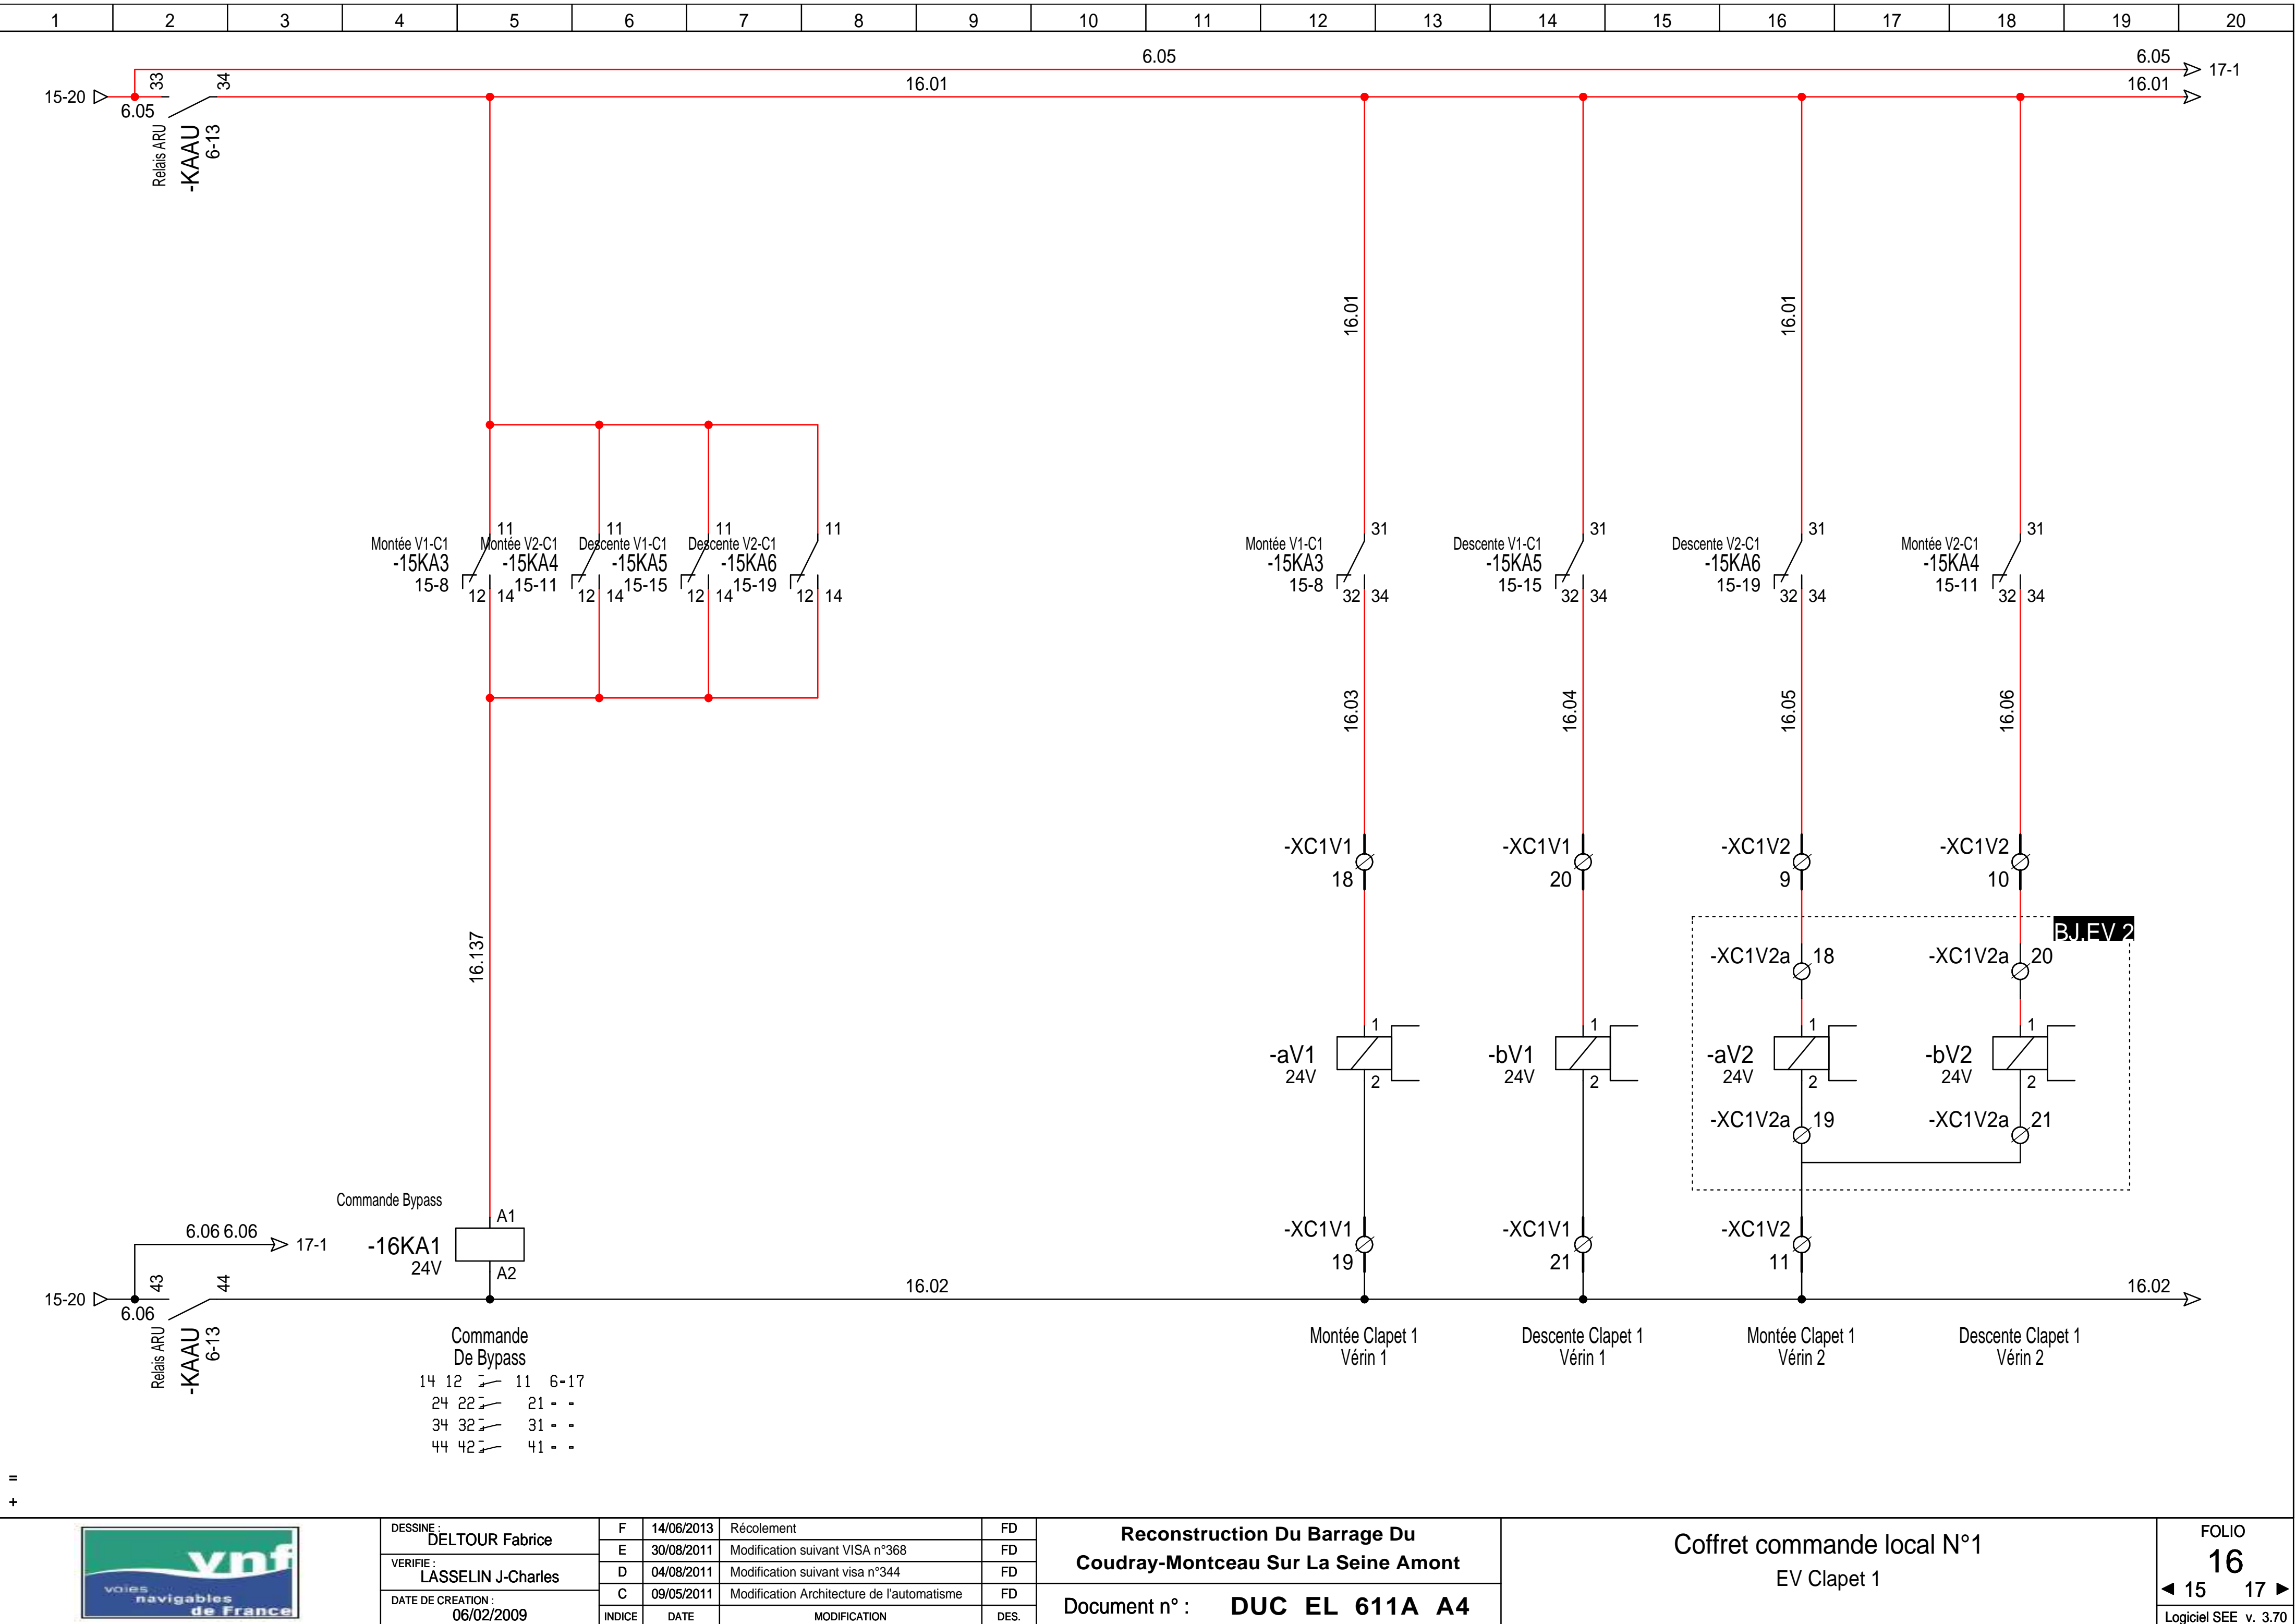 1 2 3 4 5 6 7 8 9 10 11 12 13 14 15 16 17 18 19 20
6.05 6.05
17-1
15-20 6.05 33 34 16.01 16.01
Relais ARU
-KAAU
6-13
16.01 16.01
Montée V1-C1
-15KA3
15-8
11
12 14
Montée V2-C1
-15KA4
15-11
11
12 14
Descente V1-C1
-15KA5
15-15
11
12 14
Descente V2-C1
-15KA6
15-19
11
12 14
Montée V1-C1
-15KA3
15-8
31
32 34
Descente V1-C1
-15KA5
15-15
31
32 34
Descente V2-C1
-15KA6
15-19
31
32 34
Montée V2-C1
-15KA4
15-11
31
32 34
16.03 16.04 16.05 16.06
-XC1V1
18
-XC1V1
20
-XC1V2
9
-XC1V2
10
BJ.EV 2
16.137
-XC1V2a 18
-XC1V2a 20
-aV1
24V
1
2
-bV1
24V
1
2
-aV2
24V
1
2
-bV2
24V
1
2
-XC1V2a 19
-XC1V2a 21
Commande Bypass
-16KA1
24V
A1
A2
6.06 6.06 17-1
-XC1V1
19
-XC1V1
21
-XC1V2
11
15-20 6.06 43 44 16.02 16.02
Relais ARU
-KAAU
6-13
Commande
De Bypass
14 12 11 6-17
24 22 21 - -
34 32 31 - -
44 42 41 - -
Montée Clapet 1
Vérin 1
Descente Clapet 1
Vérin 1
Montée Clapet 1
Vérin 2
Descente Clapet 1
Vérin 2
=
+
vnf
voies
navigables
de France
DESSINE :
DELTOUR Fabrice
VERIFIE :
LASSELIN J-Charles
DATE DE CREATION :
06/02/2009
F 14/06/2013 Récolement FD
E 30/08/2011 Modification suivant VISA n°368 FD
D 04/08/2011 Modification suivant visa n°344 FD
C 09/05/2011 Modification Architecture de l'automatisme FD
INDICE DATE MODIFICATION DES.
Reconstruction Du Barrage Du
Coudray-Montceau Sur La Seine Amont
Document n° : DUC EL 611A A4
Coffret commande local N°1
EV Clapet 1
FOLIO
16
◄ 15 17 ►
Logiciel SEE v. 3.70